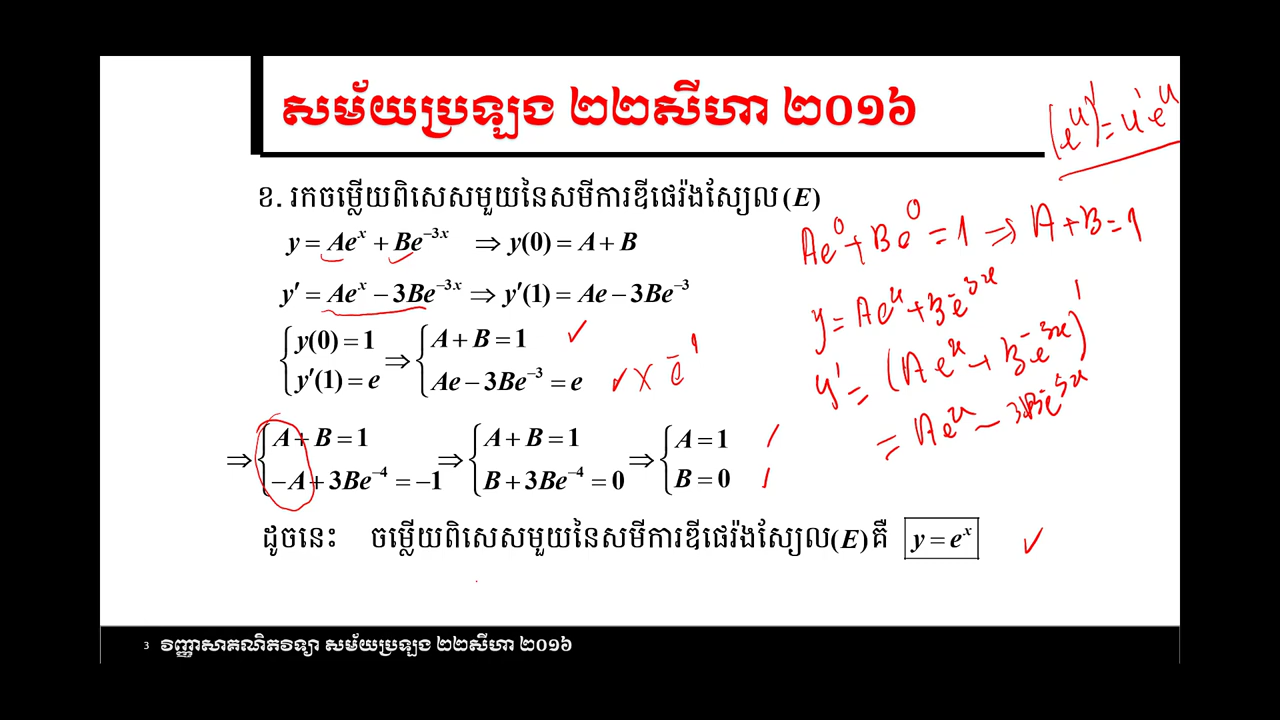 សម័យប្រឡង ២២សីហា ២០១៦
(e^u)' = u'e^u
ខ. រកចម្លើយពិសេសមួយនៃសមីការឌីផេរ៉ង់ស្យែល (E)
y = Ae^x + Be^{-3x} ⇒ y(0) = A + B
Ae^0 + Be^0 = 1 ⇒ A + B = 1
y' = Ae^x − 3Be^{-3x} ⇒ y'(1) = Ae − 3Be^{-3}
y = Ae^x + Be^{-3x}
{ y(0) = 1 ⇒ { A + B = 1 ✓
{ y'(1) = e { Ae − 3Be^{-3} = e ✓ × e^{-1}
y' = (Ae^x + Be^{-3x})'
= Ae^x − 3Be^{-3x}
⇒ { A + B = 1 ⇒ { A + B = 1 ⇒ { A = 1
{ −A + 3Be^{-4} = −1 { B + 3Be^{-4} = 0 { B = 0
ដូចនេះ ចម្លើយពិសេសមួយនៃសមីការឌីផេរ៉ង់ស្យែល (E) គឺ y = e^x ✓
3 វិញ្ញាសាគណិតវិទ្យា សម័យប្រឡង ២២សីហា ២០១៦